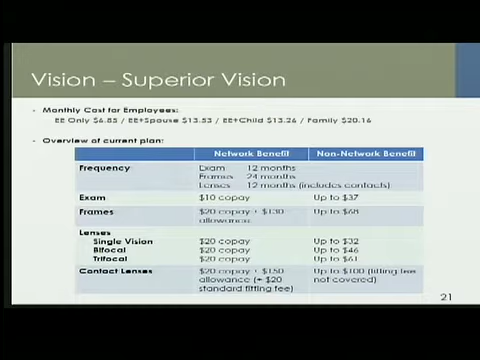 Vision – Superior Vision
- Monthly Cost for Employees:
EE Only $6.85 / EE+Spouse $13.53 / EE+Child $13.26 / Family $20.16
- Overview of current plan:
Network Benefit Non-Network Benefit
Frequency Exam 12 months
Frames 24 months
Lenses 12 months (includes contacts)
Exam $10 copay Up to $37
Frames $20 copay + $130 Up to $68
allowance
Lenses
Single Vision $20 copay Up to $32
Bifocal $20 copay Up to $46
Trifocal $20 copay Up to $61
Contact Lenses $20 copay + $150 Up to $100 (fitting fee
allowance (+ $20 not covered)
standard fitting fee)
21